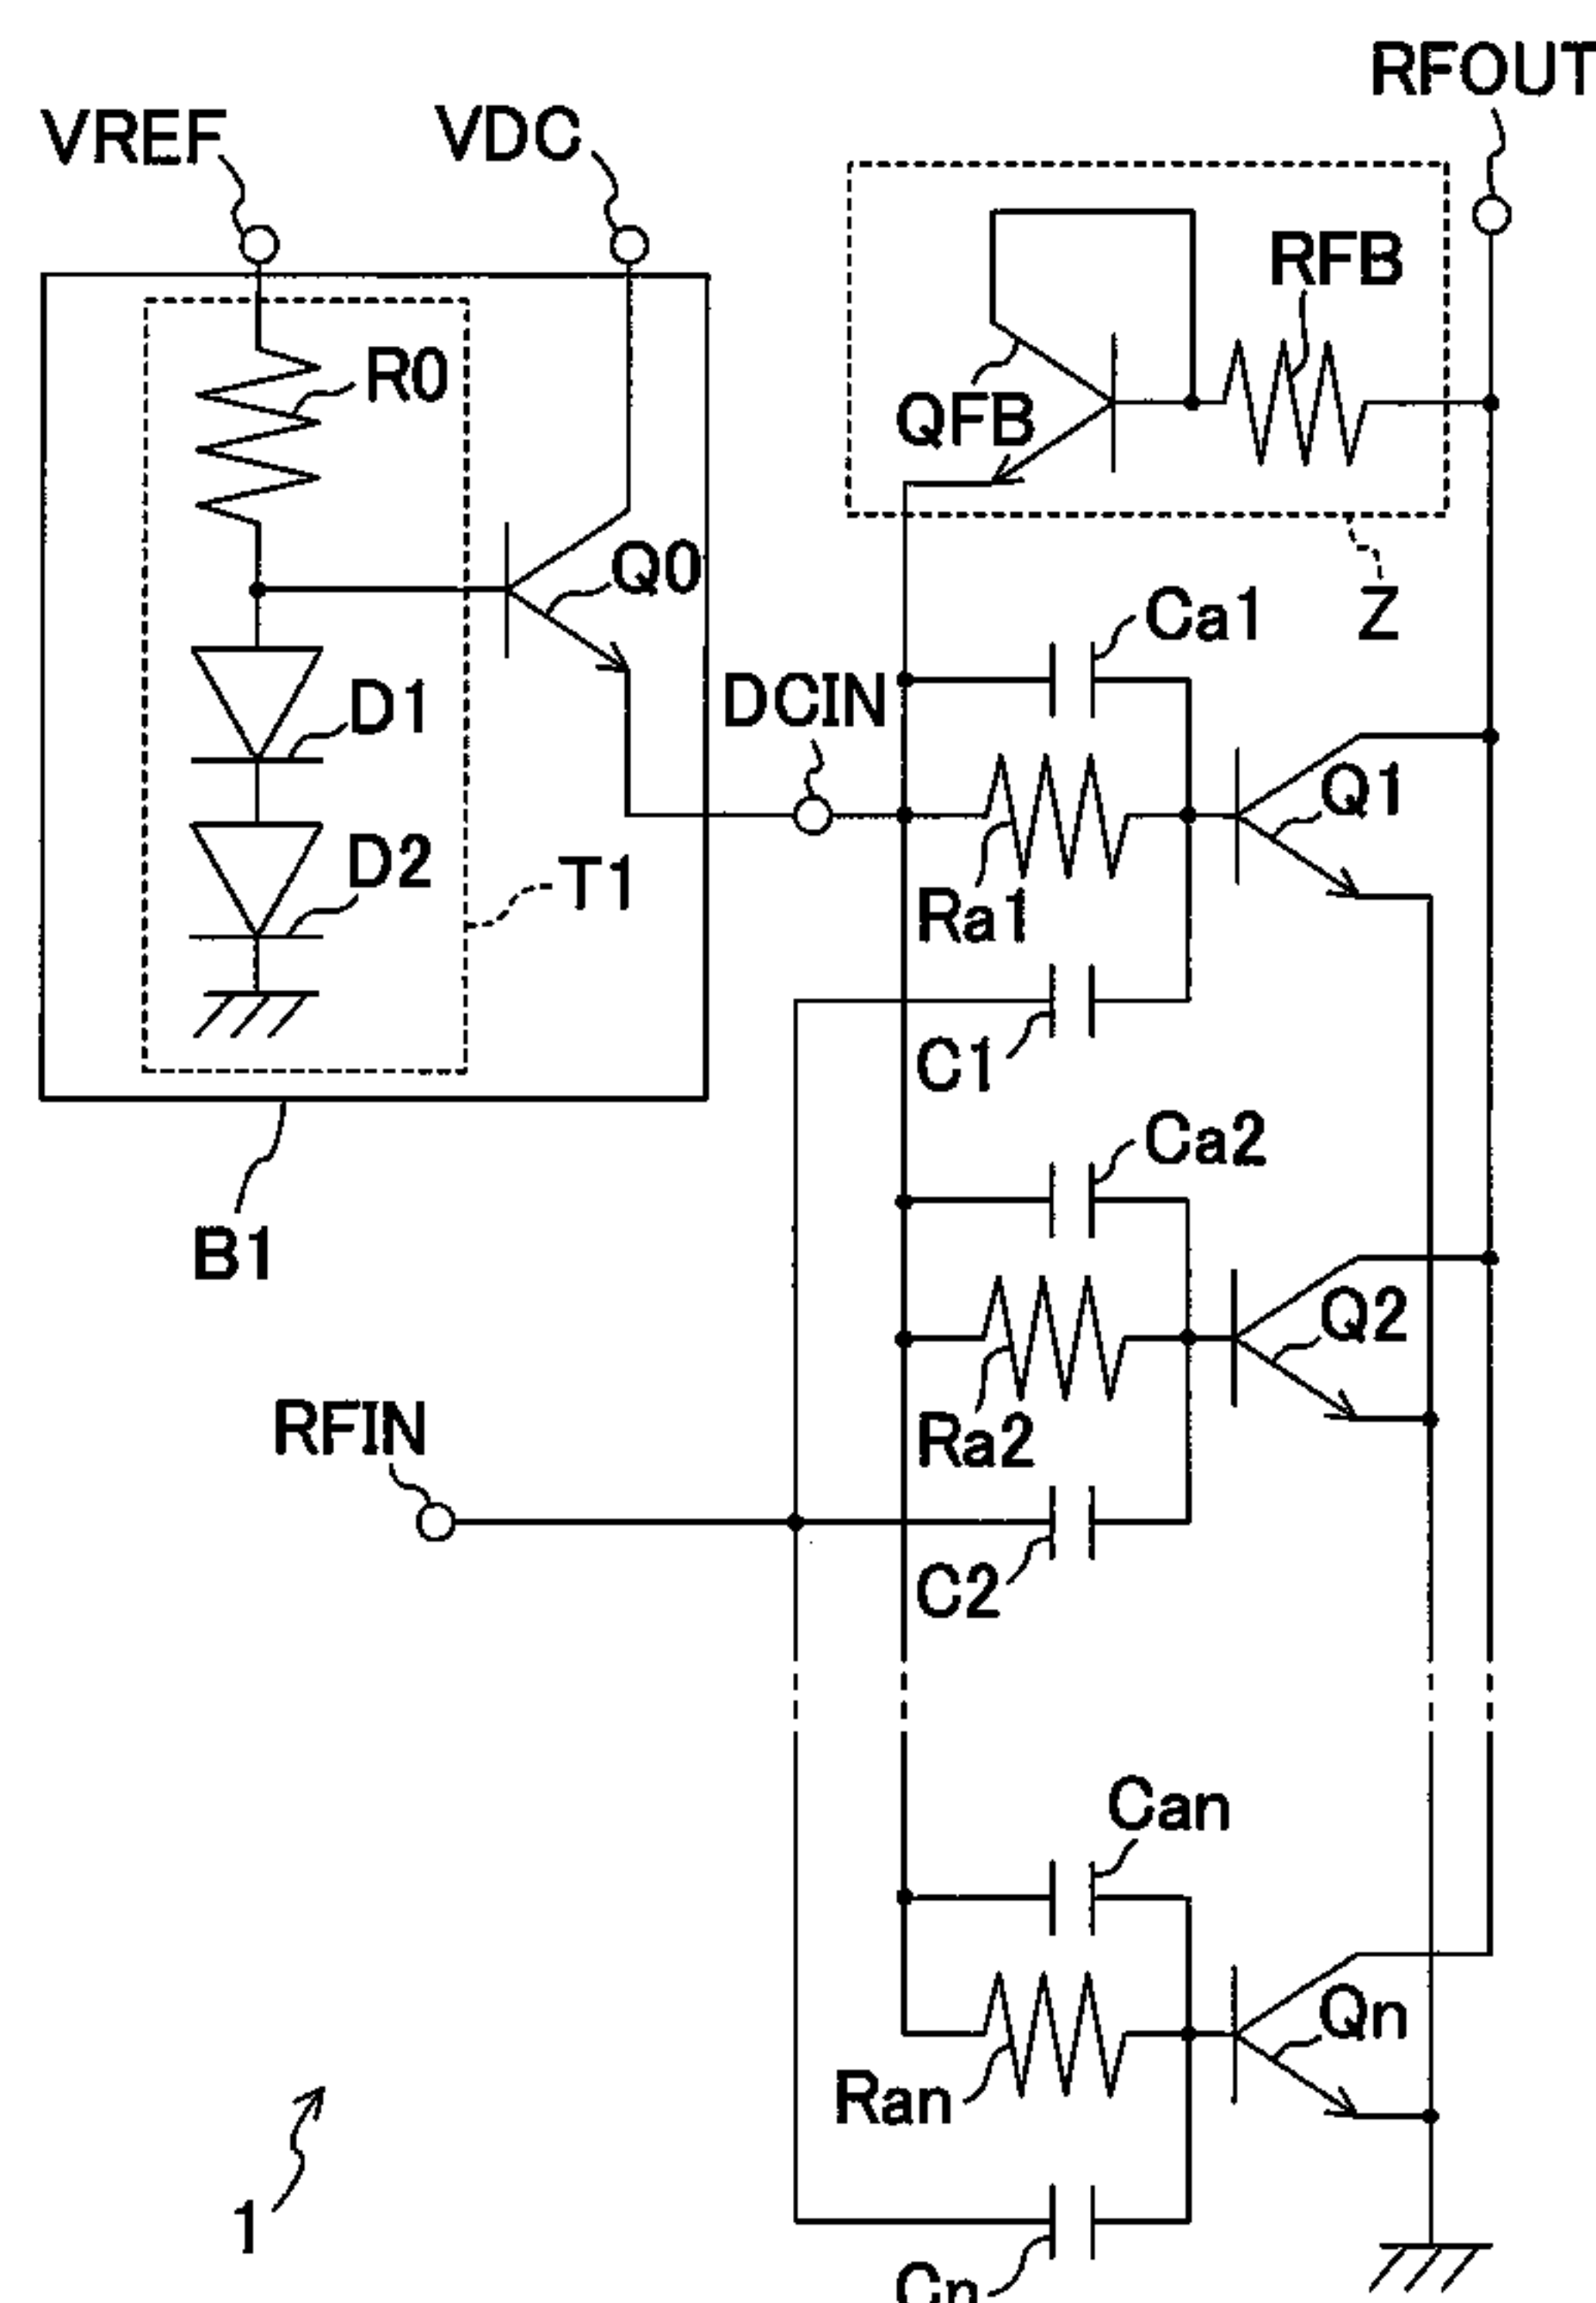 RFOUT
VREF
VDC
RFB
R0
QFB
Q0
Ca1
Z
DCIN
D1
Q1
D2
T1
Ra1
C1
Ca2
B1
Q2
RFIN
Ra2
C2
Can
Qn
Ran
1
Cn